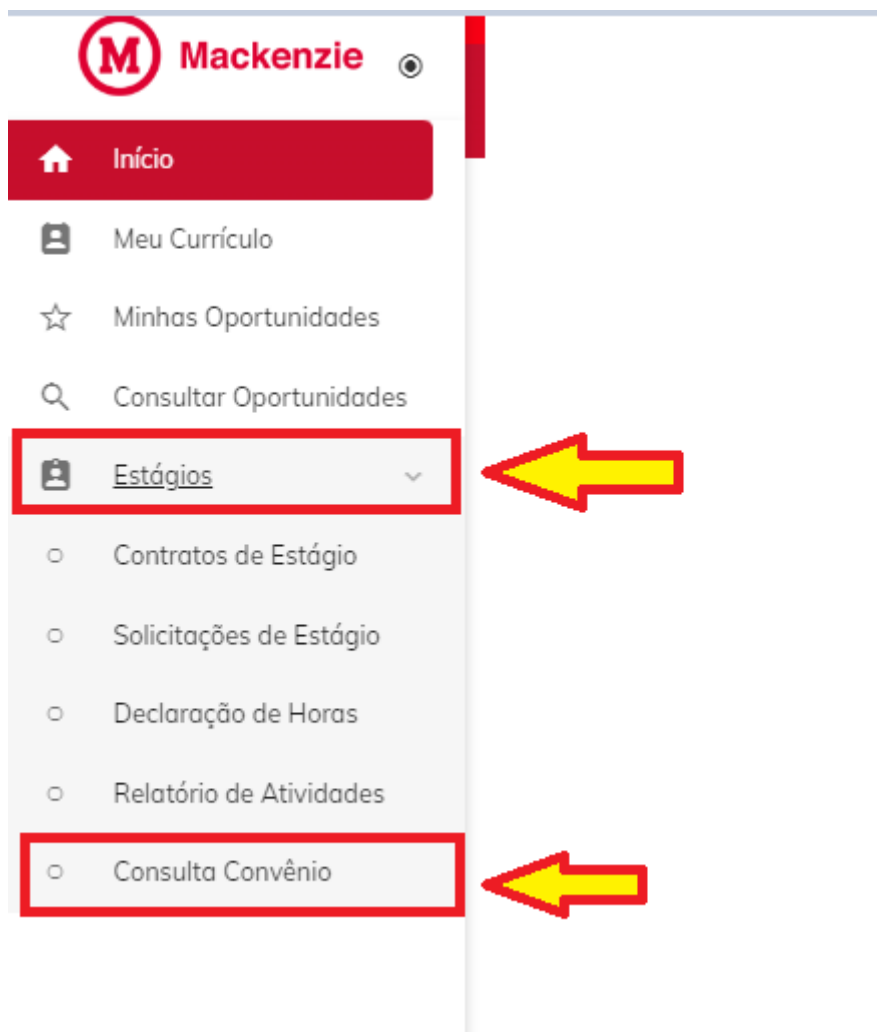 M Mackenzie
Início
Meu Currículo
Minhas Oportunidades
Consultar Oportunidades
Estágios
Contratos de Estágio
Solicitações de Estágio
Declaração de Horas
Relatório de Atividades
Consulta Convênio